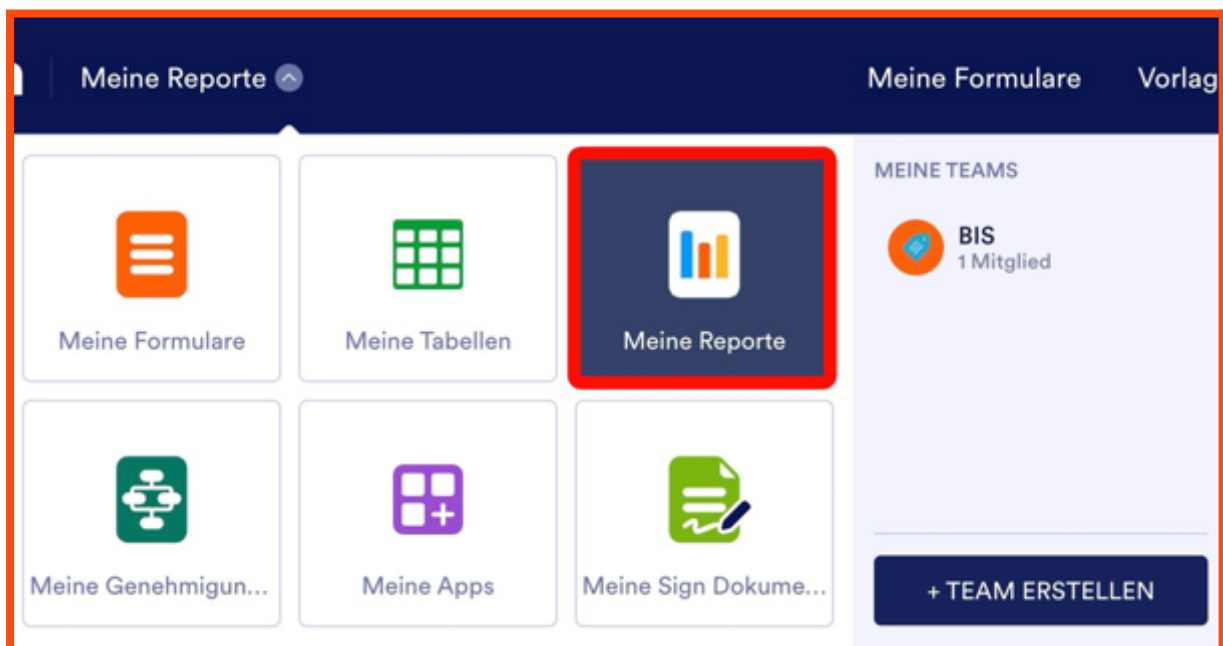 Meine Reporte
Meine Formulare
Vorlag
Meine Formulare
Meine Tabellen
Meine Reporte
Meine Genehmigun...
Meine Apps
Meine Sign Dokume...
MEINE TEAMS
BIS
1 Mitglied
+ TEAM ERSTELLEN